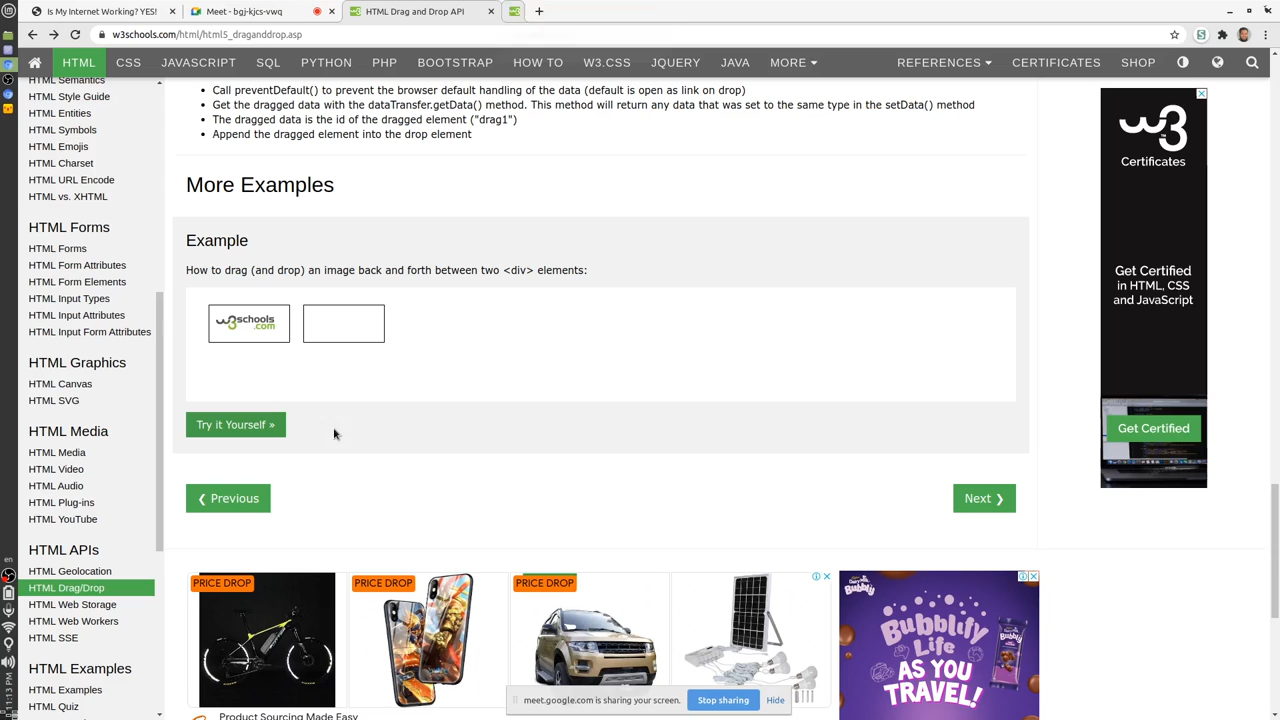 Is My Internet Working? YES!
Meet - bgj-kjcs-vwq
HTML Drag and Drop API
w3schools.com/html/html5_draganddrop.asp
HTML
CSS
JAVASCRIPT
SQL
PYTHON
PHP
BOOTSTRAP
HOW TO
W3.CSS
JQUERY
JAVA
MORE
REFERENCES
CERTIFICATES
SHOP
HTML Semantics
HTML Style Guide
HTML Entities
HTML Symbols
HTML Emojis
HTML Charset
HTML URL Encode
HTML vs. XHTML
HTML Forms
HTML Forms
HTML Form Attributes
HTML Form Elements
HTML Input Types
HTML Input Attributes
HTML Input Form Attributes
HTML Graphics
HTML Canvas
HTML SVG
HTML Media
HTML Media
HTML Video
HTML Audio
HTML Plug-ins
HTML YouTube
HTML APIs
HTML Geolocation
HTML Drag/Drop
HTML Web Storage
HTML Web Workers
HTML SSE
HTML Examples
HTML Examples
HTML Quiz
en
11:13 PM
• Call preventDefault() to prevent the browser default handling of the data (default is open as link on drop)
• Get the dragged data with the dataTransfer.getData() method. This method will return any data that was set to the same type in the setData() method
• The dragged data is the id of the dragged element ("drag1")
• Append the dragged element into the drop element
More Examples
Example
How to drag (and drop) an image back and forth between two <div> elements:
w3schools
.com
Try it Yourself »
❮ Previous
Next ❯
PRICE DROP
PRICE DROP
PRICE DROP
Product Sourcing Made Easy
meet.google.com is sharing your screen.
Stop sharing
Hide
w3
Certificates
Get Certified
in HTML, CSS
and JavaScript
Get Certified
Bubbly
Bubblify
Life
AS YOU
TRAVEL!